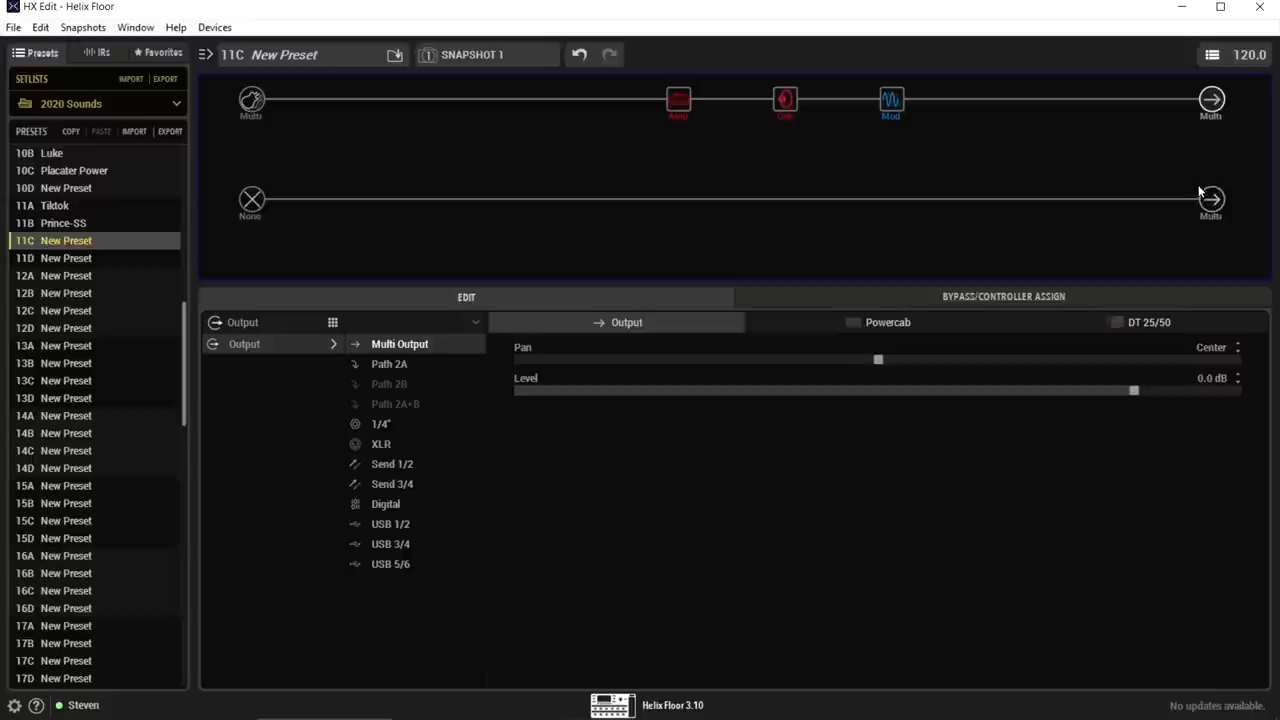 HX Edit - Helix Floor
File Edit Snapshots Window Help Devices
Presets IRs Favorites
11C New Preset
1 SNAPSHOT 1
120.0
SETLISTS IMPORT EXPORT
2020 Sounds
PRESETS COPY PASTE IMPORT EXPORT
10B Luke
10C Placater Power
10D New Preset
11A Tiktok
11B Prince-SS
11C New Preset
11D New Preset
12A New Preset
12B New Preset
12C New Preset
12D New Preset
13A New Preset
13B New Preset
13C New Preset
13D New Preset
14A New Preset
14B New Preset
14C New Preset
14D New Preset
15A New Preset
15B New Preset
15C New Preset
15D New Preset
16A New Preset
16B New Preset
16C New Preset
16D New Preset
17A New Preset
17B New Preset
17C New Preset
17D New Preset
Multi Amp Cab Mod Multi
None Multi
EDIT
BYPASS/CONTROLLER ASSIGN
Output
Output
Multi Output
Path 2A
Path 2B
Path 2A+B
1/4"
XLR
Send 1/2
Send 3/4
Digital
USB 1/2
USB 3/4
USB 5/6
Output Powercab DT 25/50
Pan Center
Level 0.0 dB
Steven
Helix Floor 3.10
No updates available.